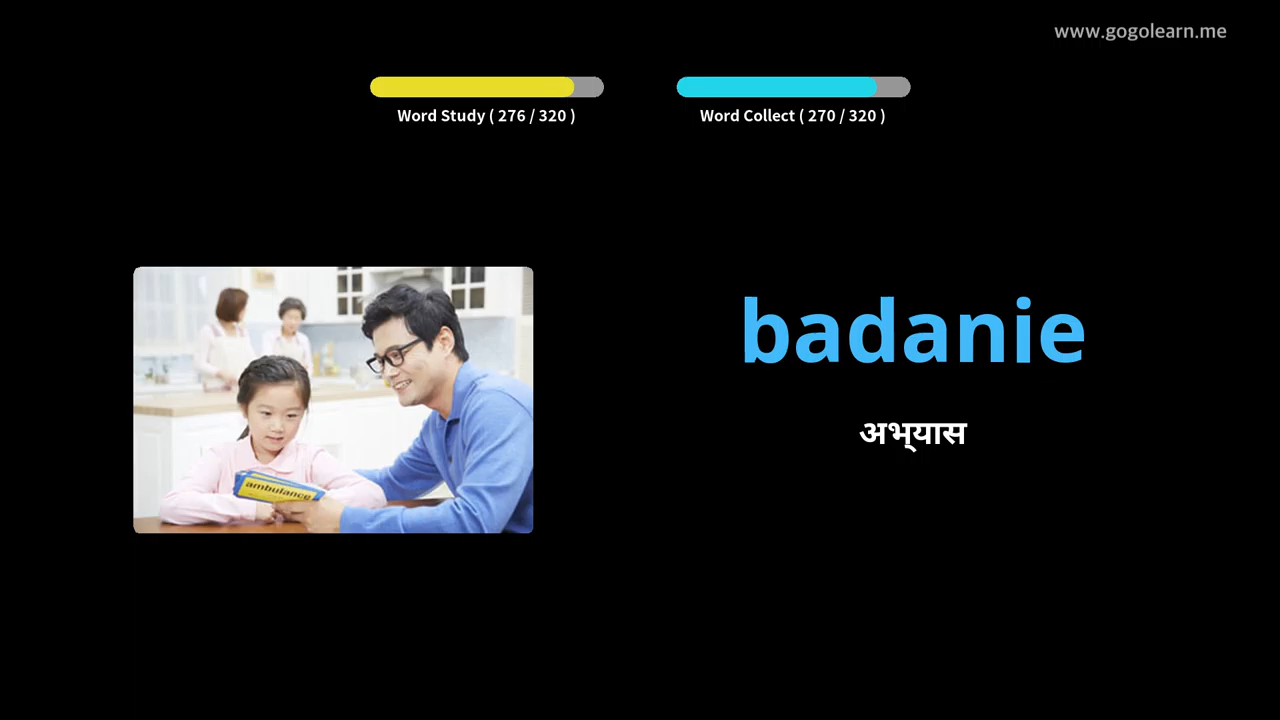 www.gogolearn.me
Word Study ( 276 / 320 )
Word Collect ( 270 / 320 )
badanie
अभ्‌यास
ambulance